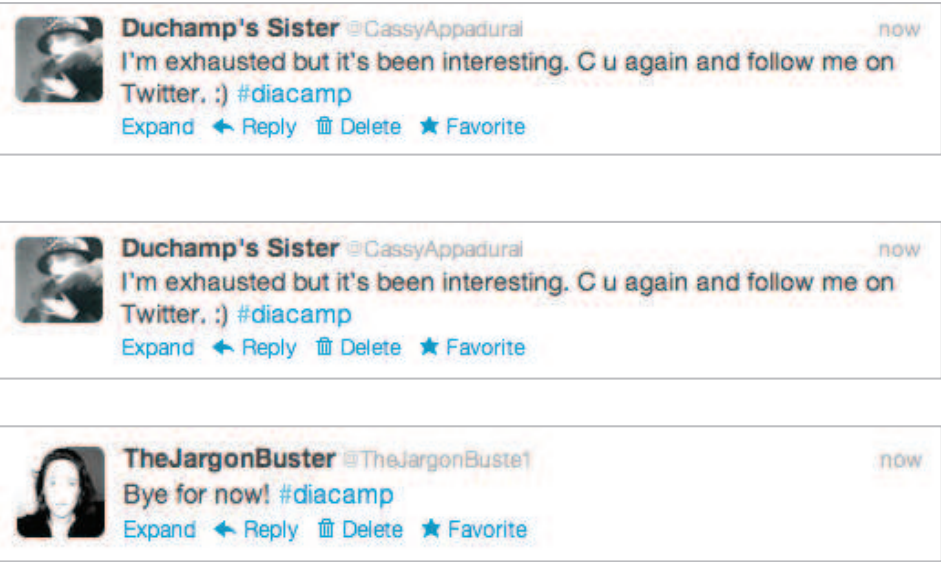 Duchamp's Sister @CassyAppadurai now
I'm exhausted but it's been interesting. C u again and follow me on
Twitter. :) #diacamp
Expand Reply Delete Favorite
Duchamp's Sister @CassyAppadurai now
I'm exhausted but it's been interesting. C u again and follow me on
Twitter. :) #diacamp
Expand Reply Delete Favorite
TheJargonBuster @TheJargonBuste1 now
Bye for now! #diacamp
Expand Reply Delete Favorite